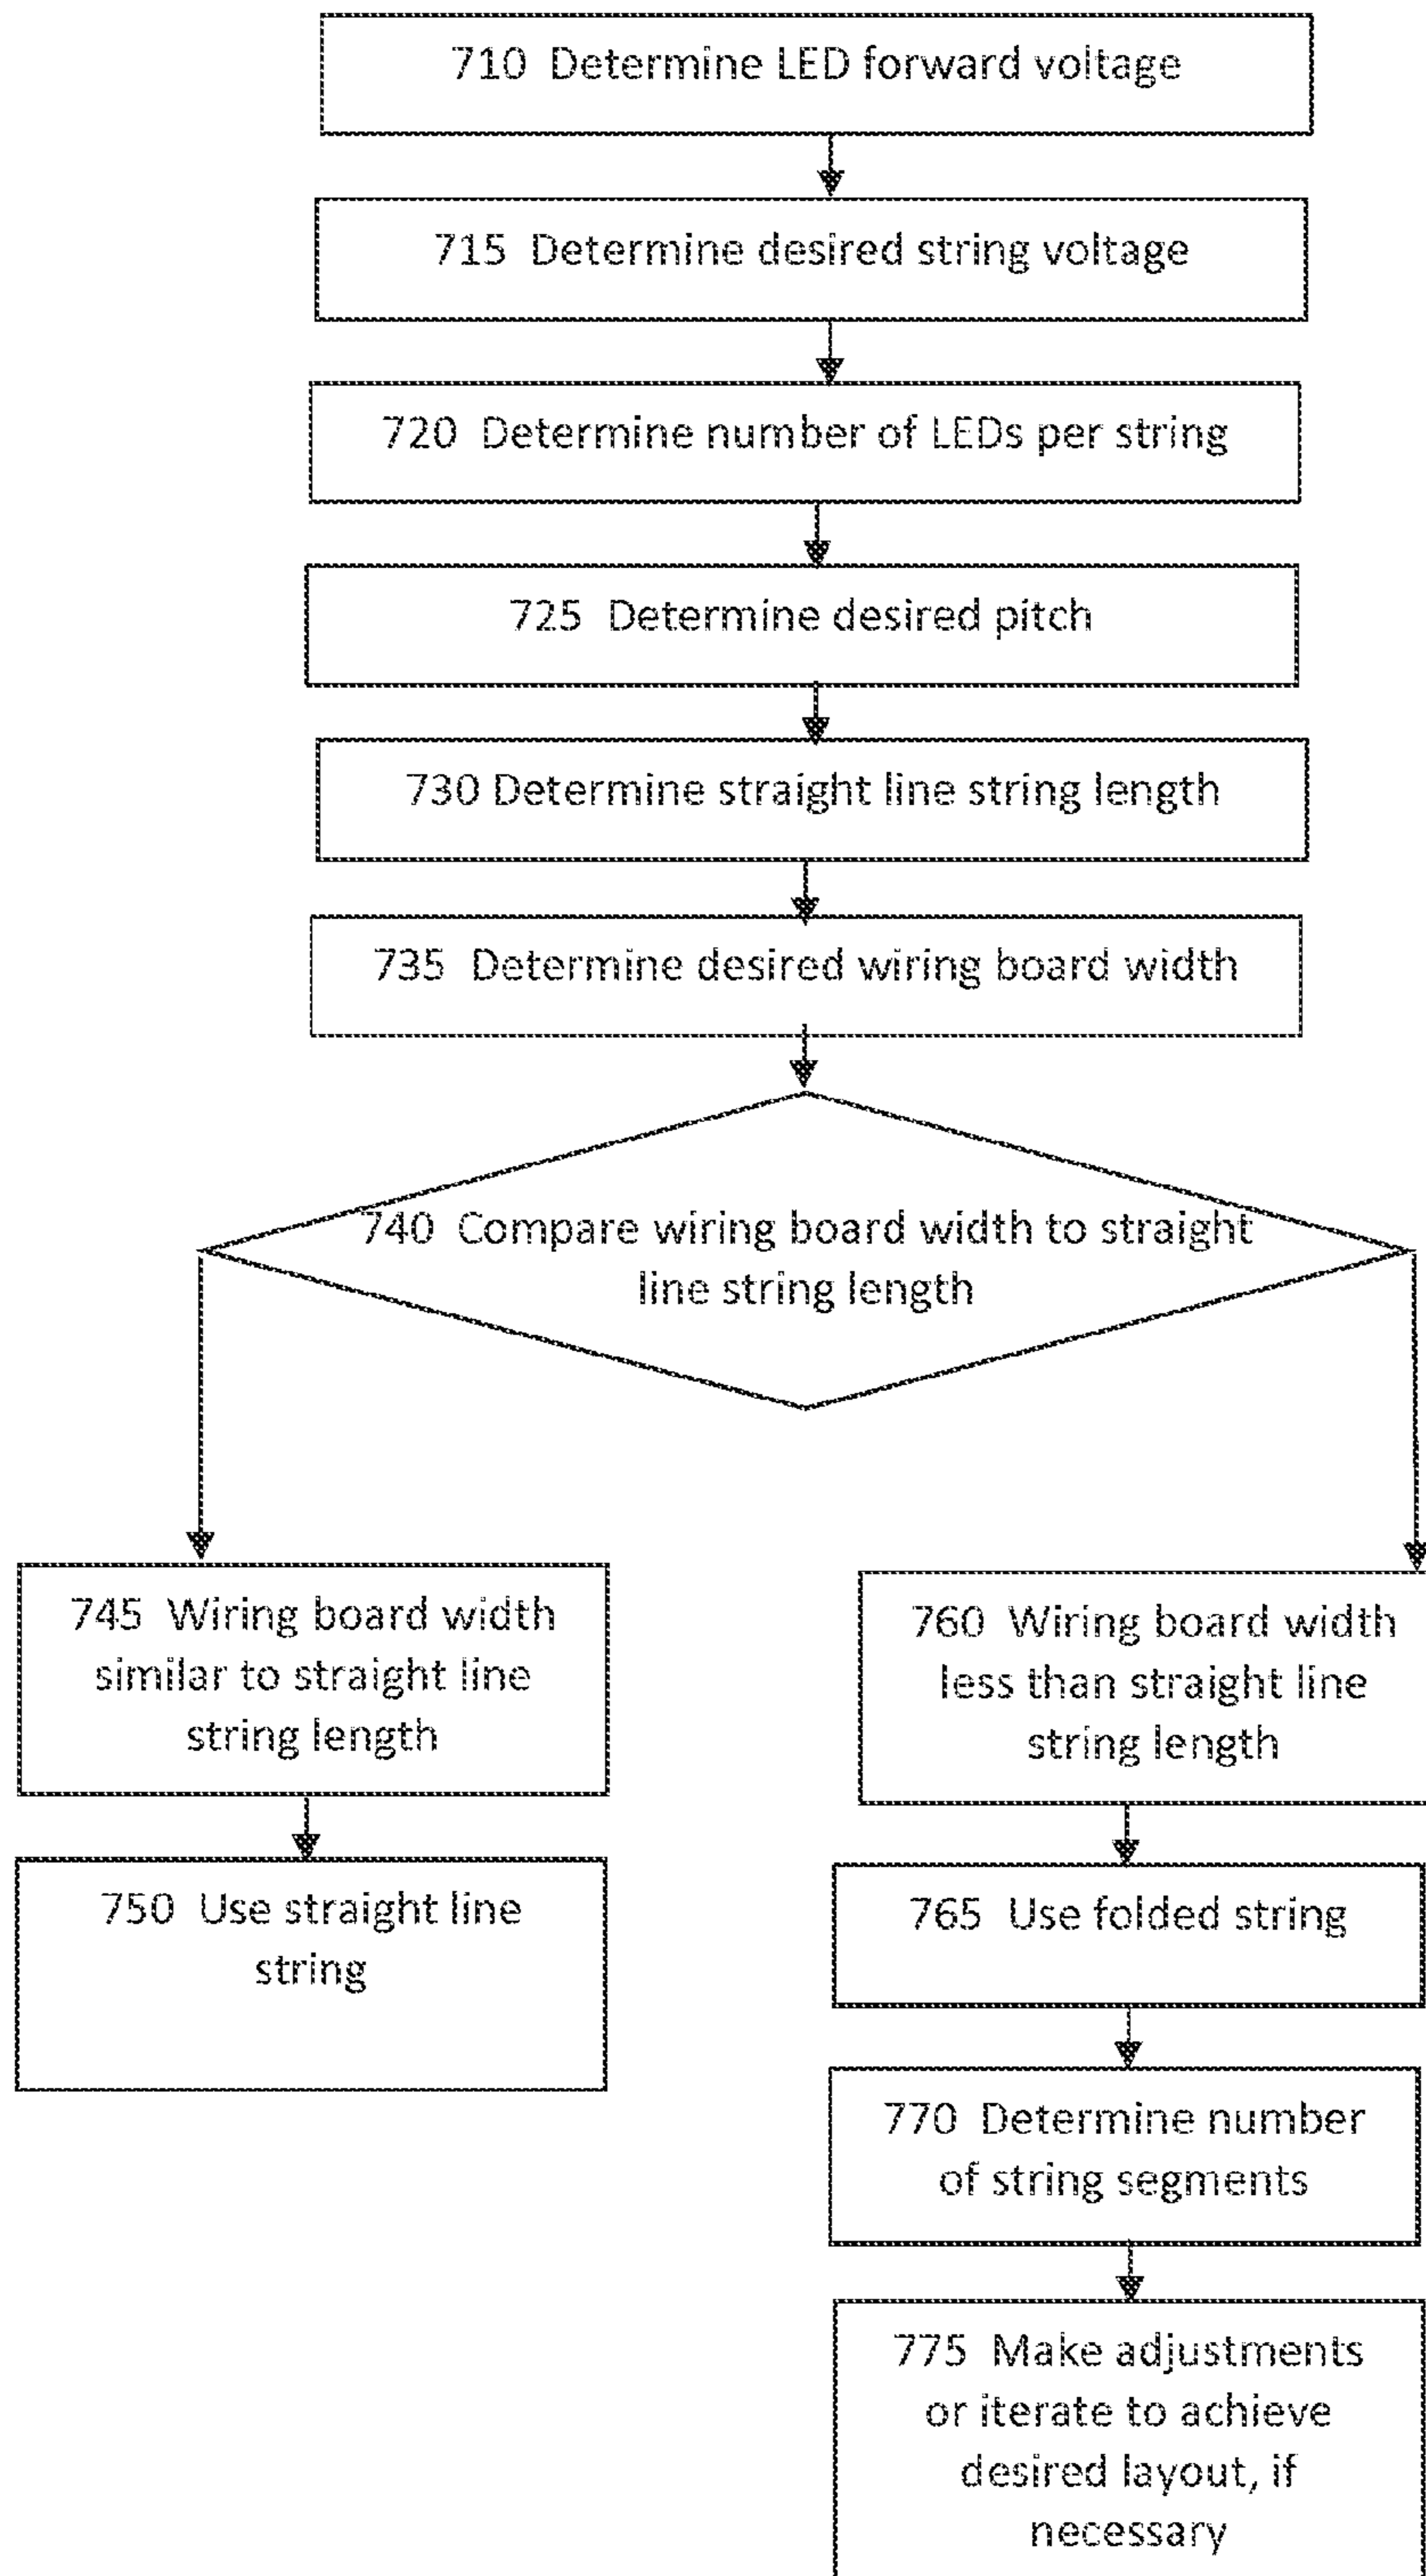 710 Determine LED forward voltage
715 Determine desired string voltage
720 Determine number of LEDs per string
725 Determine desired pitch
730 Determine straight line string length
735 Determine desired wiring board width
740 Compare wiring board width to straight
line string length
745 Wiring board width
similar to straight line
string length
750 Use straight line
string
760 Wiring board width
less than straight line
string length
765 Use folded string
770 Determine number
of string segments
775 Make adjustments
or iterate to achieve
desired layout, if
necessary